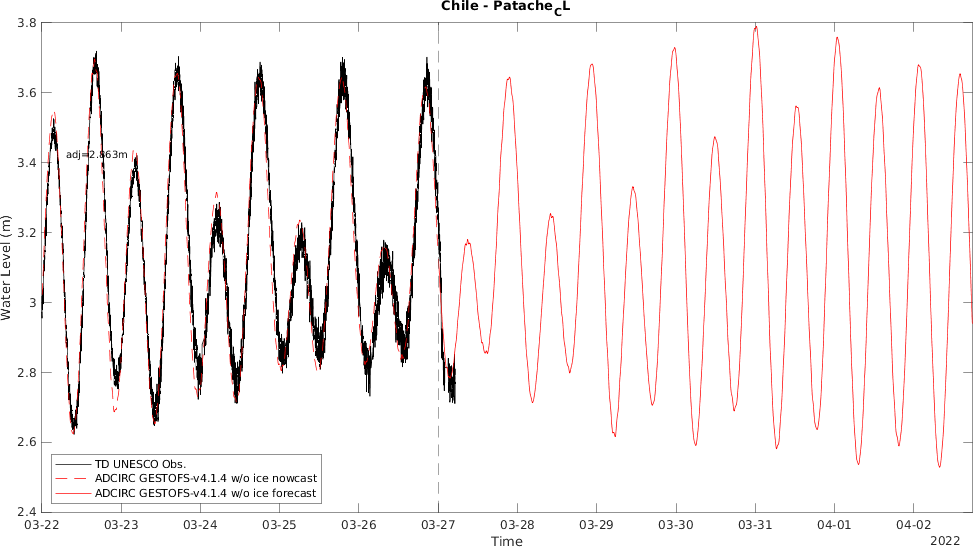 Chile - Patache_CL
3.8
3.6
3.4
3.2
3
2.8
2.6
2.4
Water Level (m)
adj=2.863m
TD UNESCO Obs.
ADCIRC GESTOFS-v4.1.4 w/o ice nowcast
ADCIRC GESTOFS-v4.1.4 w/o ice forecast
03-22 03-23 03-24 03-25 03-26 03-27 03-28 03-29 03-30 03-31 04-01 04-02
Time
2022